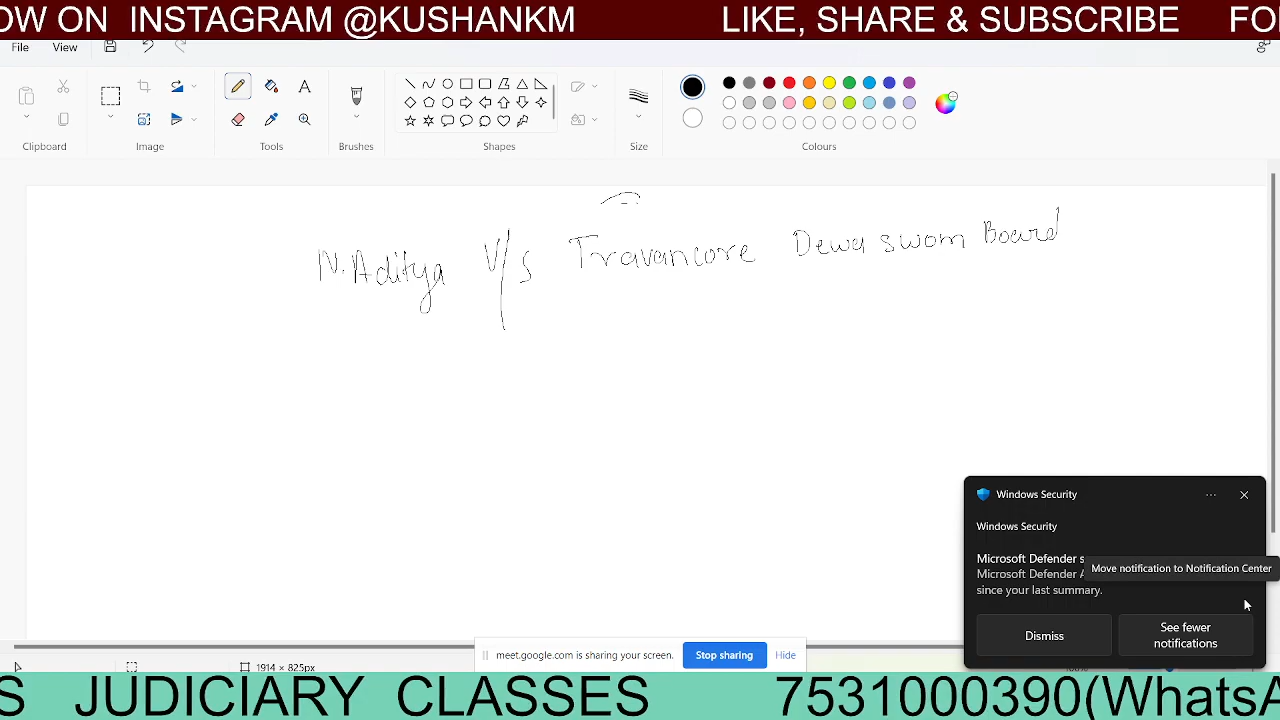 OW ON INSTAGRAM @KUSHANKM LIKE, SHARE & SUBSCRIBE FO
File View
Clipboard Image Tools Brushes Shapes Size Colours
N. Aditya V/s Travancore Dewaswom Board
Windows Security
Windows Security
Microsoft Defender s
Microsoft Defender A
Move notification to Notification Center
since your last summary.
Dismiss
See fewer
notifications
meet.google.com is sharing your screen. Stop sharing Hide
1914 × 825px
S JUDICIARY CLASSES 7531000390(WhatsA